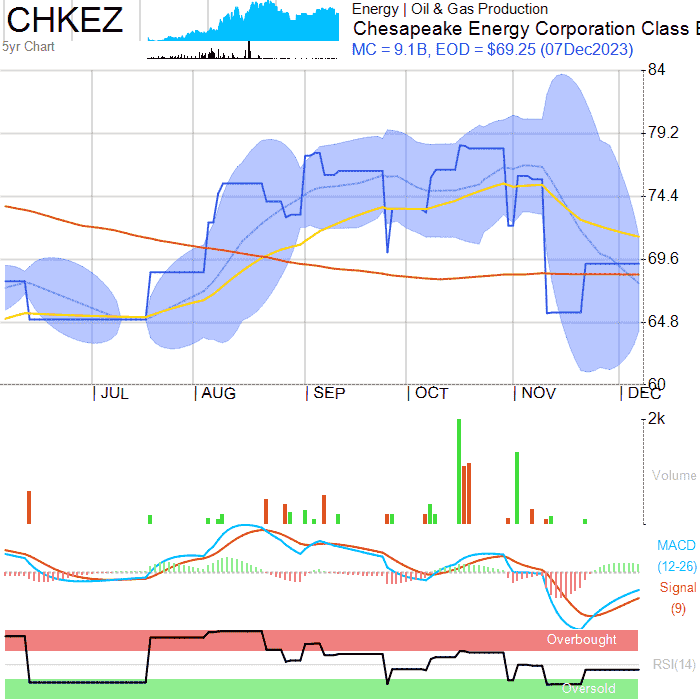 CHKEZ
5yr Chart
Energy | Oil & Gas Production
Chesapeake Energy Corporation Class
MC = 9.1B, EOD = $69.25 (07Dec2023)
84
79.2
74.4
69.6
64.8
60
JUL AUG SEP OCT NOV DEC
2k
Volume
MACD
(12-26)
Signal
(9)
Overbought
RSI(14)
Oversold